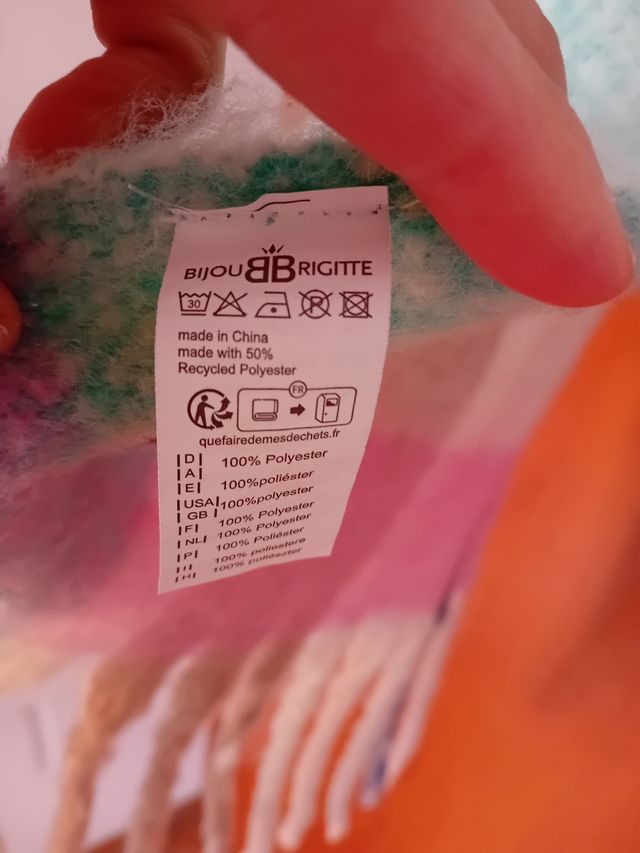 BIJOU BB BRIGITTE
30 P
made in China
made with 50%
Recycled Polyester
FR
quefairedemesdechets.fr
|D| 100% Polyester
|A|
|E| 100%poliéster
|USA| 100%polyester
GB|
|F| 100% Polyester
|NL| 100% Polyester
|P| 100% Poliéster
|I| 100% poliestere
|H| 100% poliészter